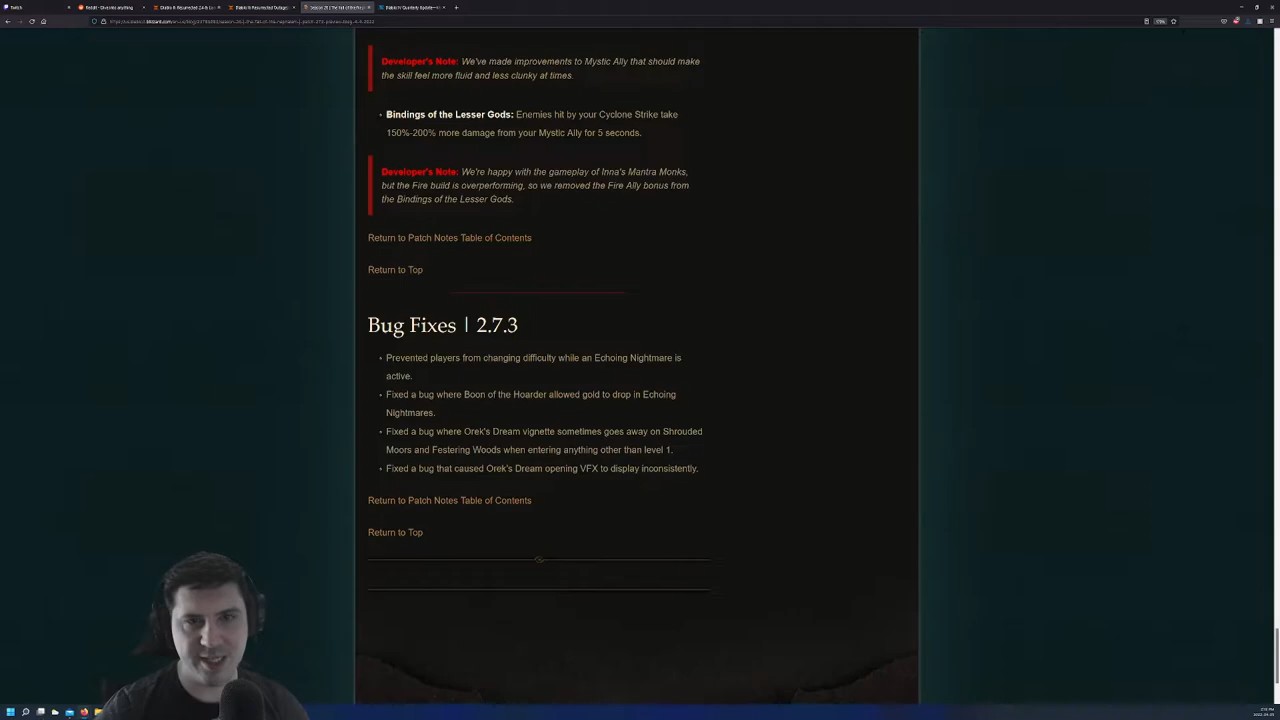 Twitch
Reddit - Dive into anything
Developer's Note: We've made improvements to Mystic Ally that should make
the skill feel more fluid and less clunky at times.
Bindings of the Lesser Gods: Enemies hit by your Cyclone Strike take
150%-200% more damage from your Mystic Ally for 5 seconds.
Developer's Note: We're happy with the gameplay of Inna's Mantra Monks,
but the Fire build is overperforming, so we removed the Fire Ally bonus from
the Bindings of the Lesser Gods.
Return to Patch Notes Table of Contents
Return to Top
Bug Fixes | 2.7.3
Prevented players from changing difficulty while an Echoing Nightmare is
active.
Fixed a bug where Boon of the Hoarder allowed gold to drop in Echoing
Nightmares.
Fixed a bug where Orek's Dream vignette sometimes goes away on Shrouded
Moors and Festering Woods when entering anything other than level 1.
Fixed a bug that caused Orek's Dream opening VFX to display inconsistently.
Return to Patch Notes Table of Contents
Return to Top